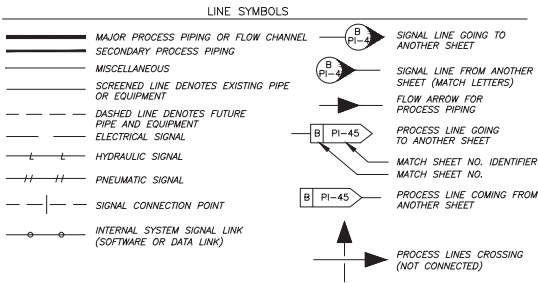 LINE SYMBOLS
MAJOR PROCESS PIPING OR FLOW CHANNEL
SECONDARY PROCESS PIPING
MISCELLANEOUS
SCREENED LINE DENOTES EXISTING PIPE
OR EQUIPMENT
DASHED LINE DENOTES FUTURE
PIPE AND EQUIPMENT
ELECTRICAL SIGNAL
L L
HYDRAULIC SIGNAL
PNEUMATIC SIGNAL
SIGNAL CONNECTION POINT
INTERNAL SYSTEM SIGNAL LINK
(SOFTWARE OR DATA LINK)
B
PI-4
SIGNAL LINE GOING TO
ANOTHER SHEET
B
PI-4
SIGNAL LINE FROM ANOTHER
SHEET (MATCH LETTERS)
FLOW ARROW FOR
PROCESS PIPING
B PI-45
PROCESS LINE GOING
TO ANOTHER SHEET
MATCH SHEET NO. IDENTIFIER
MATCH SHEET NO.
B PI-45
PROCESS LINE COMING FROM
ANOTHER SHEET
PROCESS LINES CROSSING
(NOT CONNECTED)